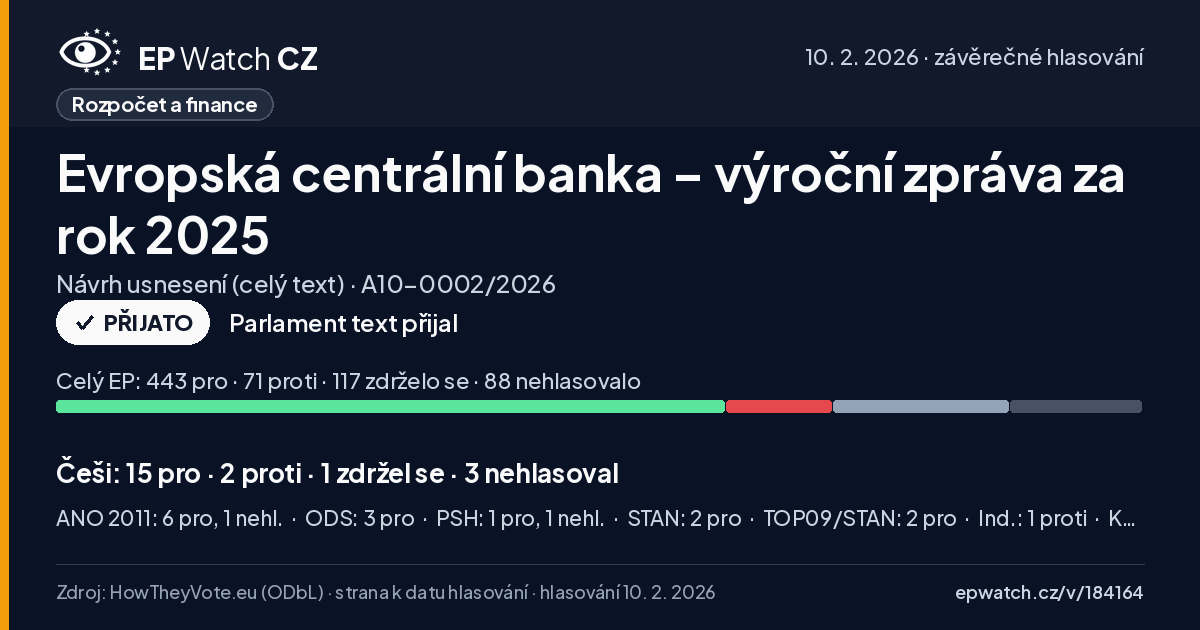 EP Watch CZ
10. 2. 2026 · závěrečné hlasování
Rozpočet a finance
Evropská centrální banka – výroční zpráva za
rok 2025
Návrh usnesení (celý text) · A10–0002/2026
✓ PŘIJATO Parlament text přijal
Celý EP: 443 pro · 71 proti · 117 zdrželo se · 88 nehlasovalo
Češi: 15 pro · 2 proti · 1 zdržel se · 3 nehlasoval
ANO 2011: 6 pro, 1 nehl. · ODS: 3 pro · PSH: 1 pro, 1 nehl. · STAN: 2 pro · TOP09/STAN: 2 pro · Ind.: 1 proti · K…
Zdroj: HowTheyVote.eu (ODbL) · strana k datu hlasování · hlasování 10. 2. 2026
epwatch.cz/v/184164